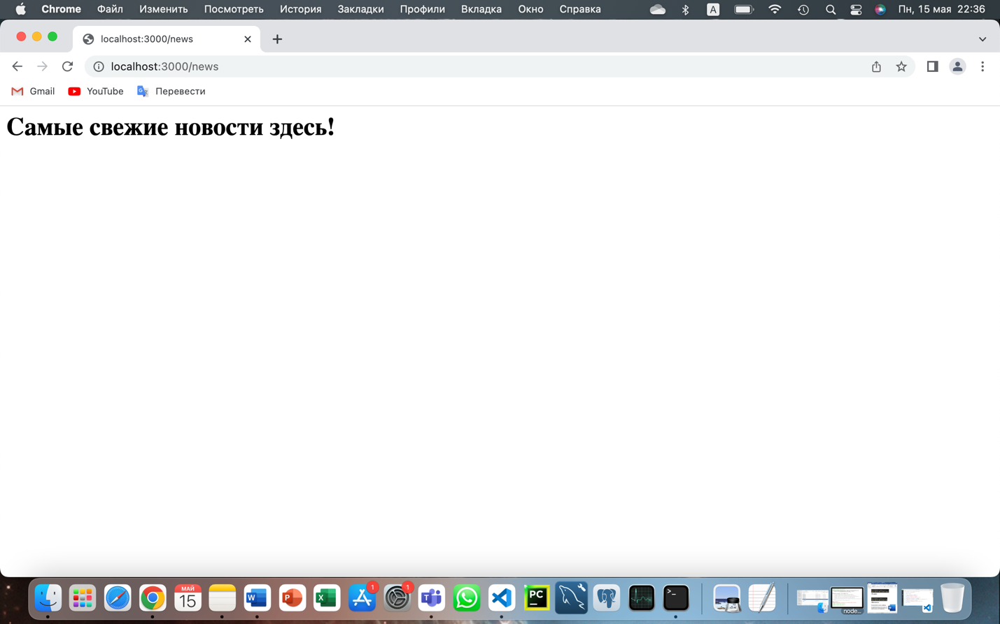 Chrome Файл Изменить Посмотреть История Закладки Профили Вкладка Окно Справка A Пн, 15 мая 22:36
localhost:3000/news
localhost:3000/news
Gmail YouTube Перевести
Самые свежие новости здесь!
МАЙ
15 W P X 1 1 PC >_
node...